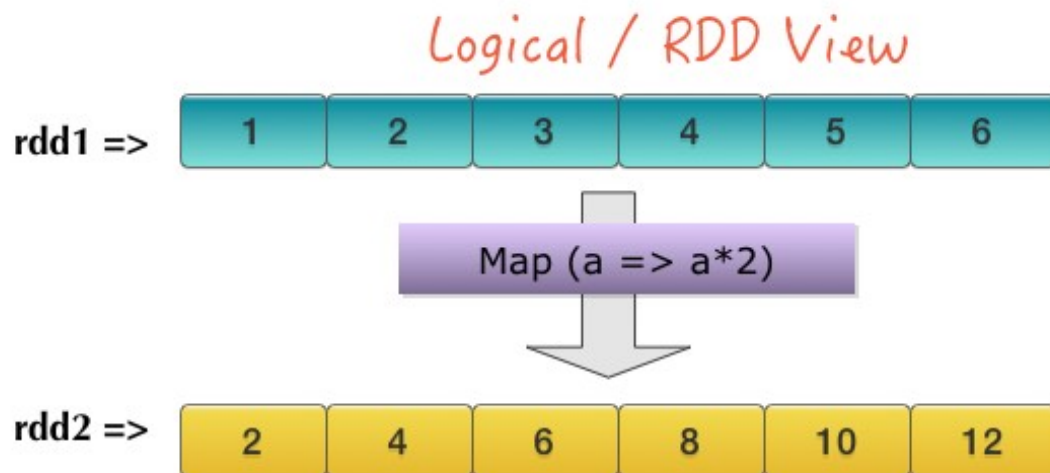 Logical / RDD View
rdd1 => 1 2 3 4 5 6
Map (a => a*2)
rdd2 => 2 4 6 8 10 12